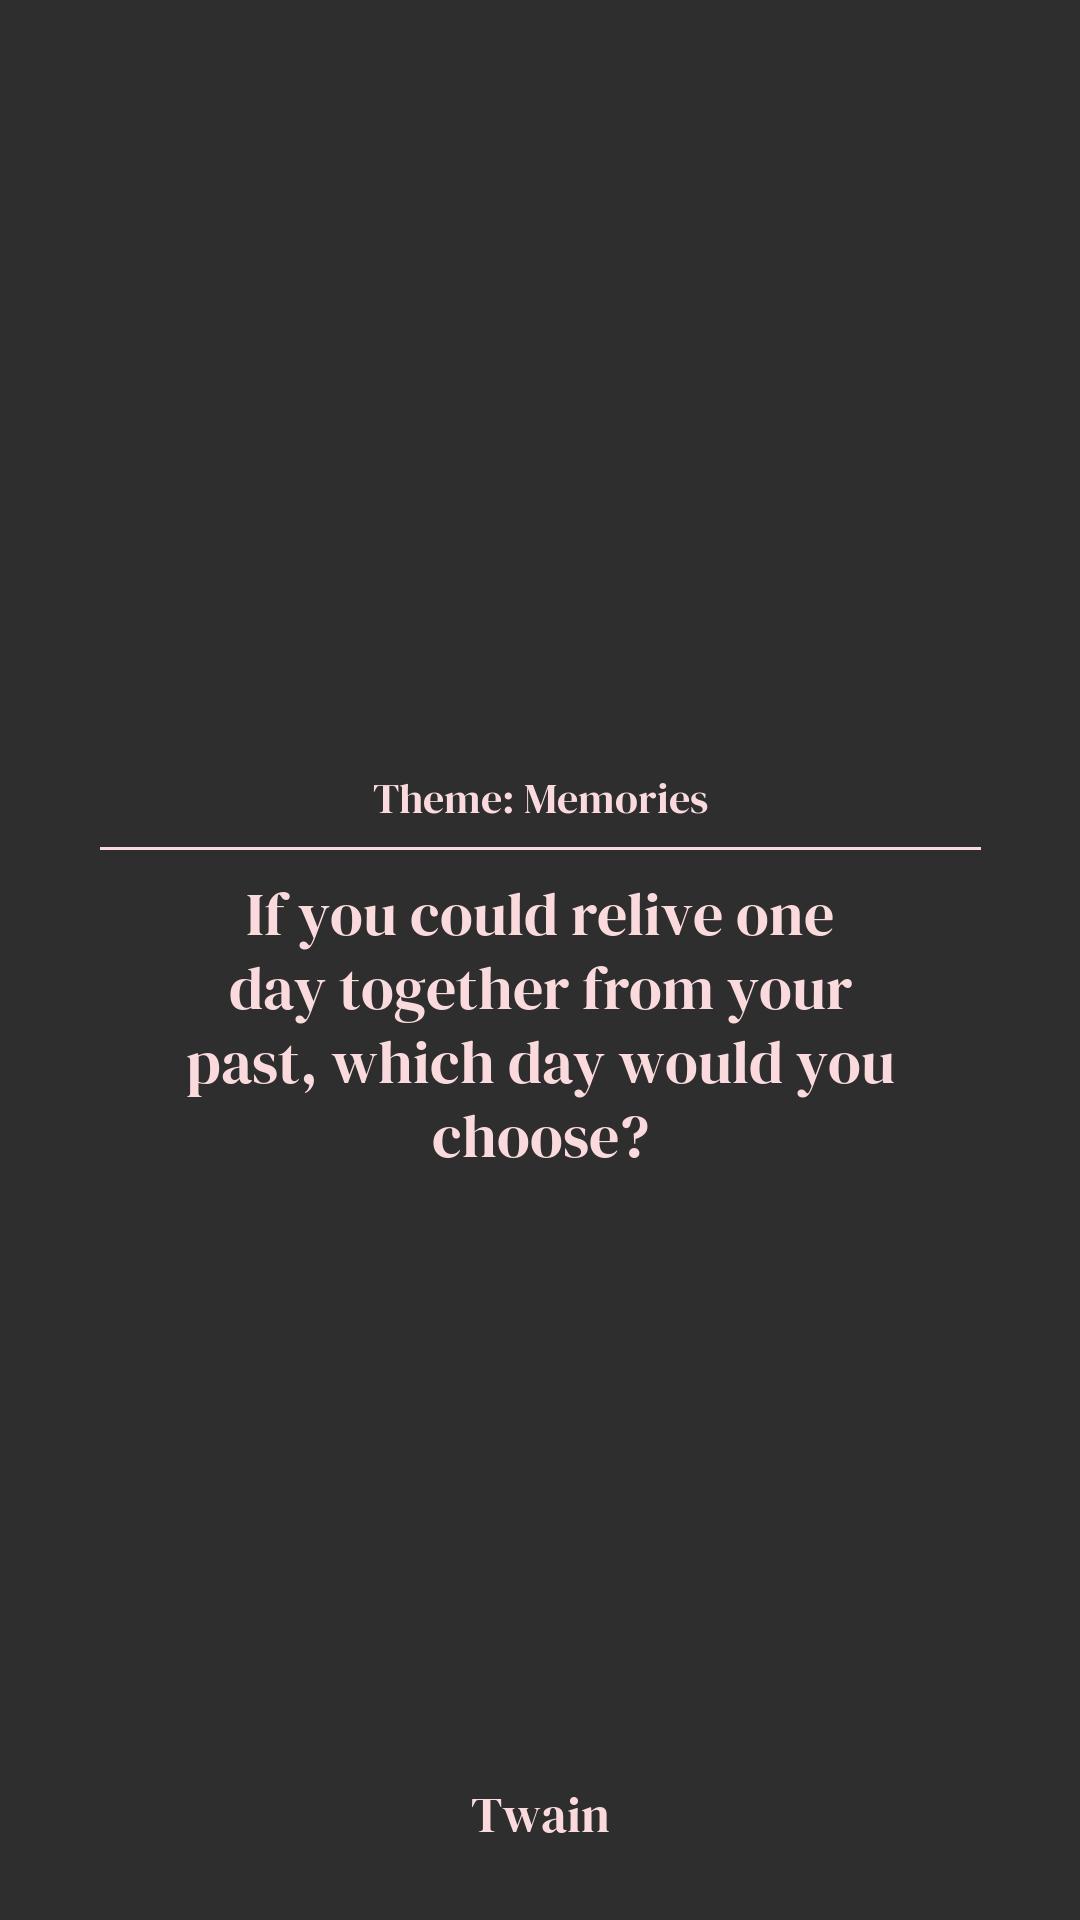 Theme: Memories
If you could relive one
day together from your
past, which day would you
choose?
Twain